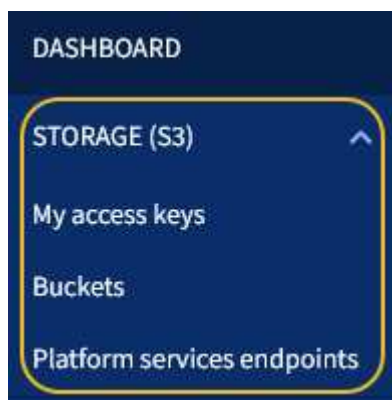 DASHBOARD
STORAGE (S3)
My access keys
Buckets
Platform services endpoints